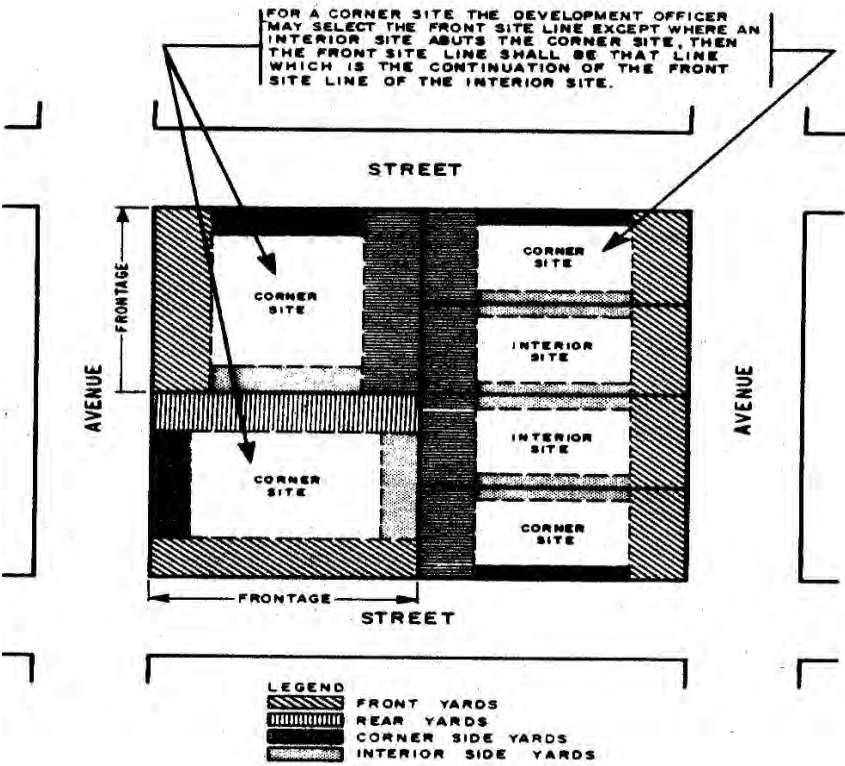 FOR A CORNER SITE THE DEVELOPMENT OFFICER
MAY SELECT THE FRONT SITE LINE EXCEPT WHERE AN
INTERIOR SITE ABUTS THE CORNER SITE, THEN
THE FRONT SITE LINE SHALL BE THAT LINE
WHICH IS THE CONTINUATION OF THE FRONT
SITE LINE OF THE INTERIOR SITE.
STREET
CORNER
SITE
CORNER
SITE
FRONTAGE
INTERIOR
SITE
AVENUE
AVENUE
INTERIOR
SITE
CORNER
SITE
CORNER
SITE
FRONTAGE
STREET
LEGEND
FRONT YARDS
REAR YARDS
CORNER SIDE YARDS
INTERIOR SIDE YARDS